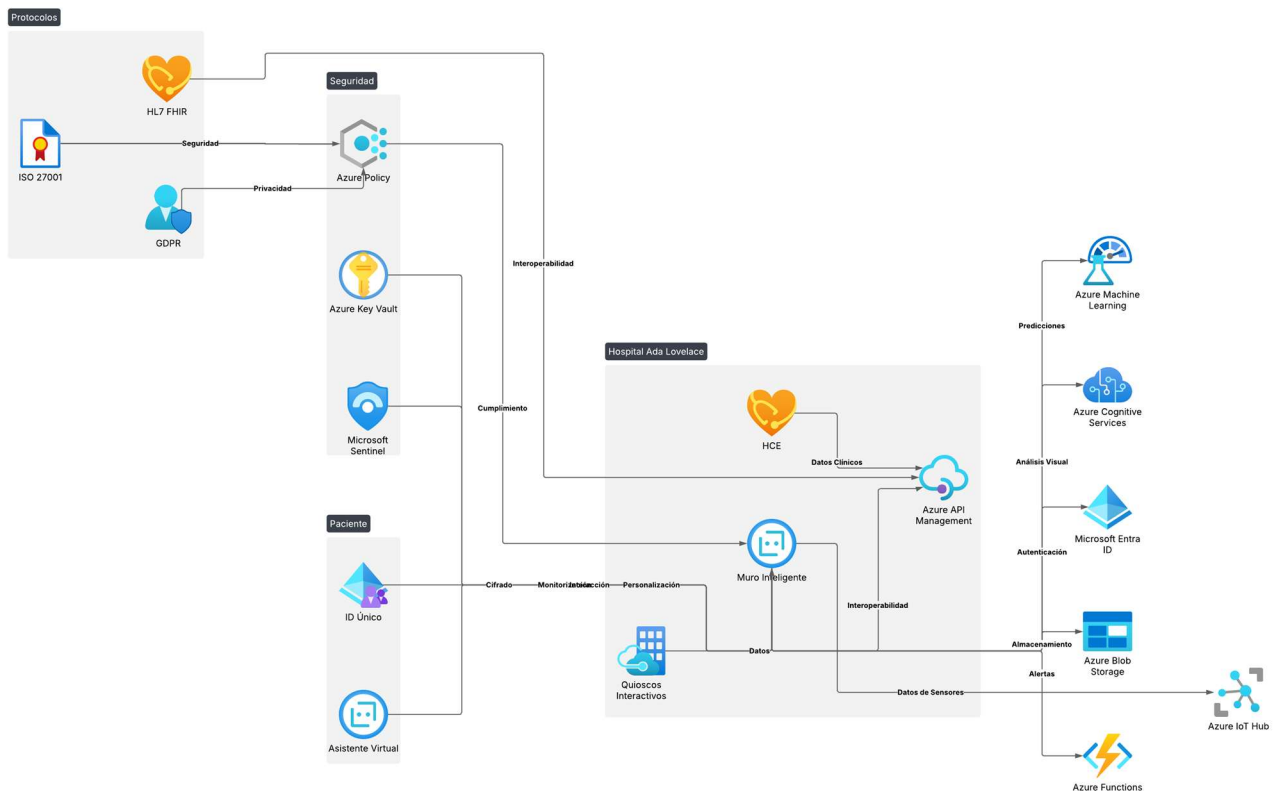 Protocolos
HL7 FHIR
Seguridad
ISO 27001
Seguridad
Azure Policy
Privacidad
GDPR
Interoperabilidad
Azure Key Vault
Azure Machine
Learning
Predicciones
Hospital Ada Lovelace
Cumplimiento
Azure Cognitive
Services
Microsoft
Sentinel
HCE
Datos Clínicos
Análisis Visual
Azure API
Management
Paciente
Microsoft Entra
ID
Autenticación
Muro Inteligente
Cifrado
Personalización
Interoperabilidad
ID Único
Datos
Almacenamiento
Azure Blob
Storage
Alertas
Quioscos
Interactivos
Datos de Sensores
Azure IoT Hub
Asistente Virtual
Azure Functions